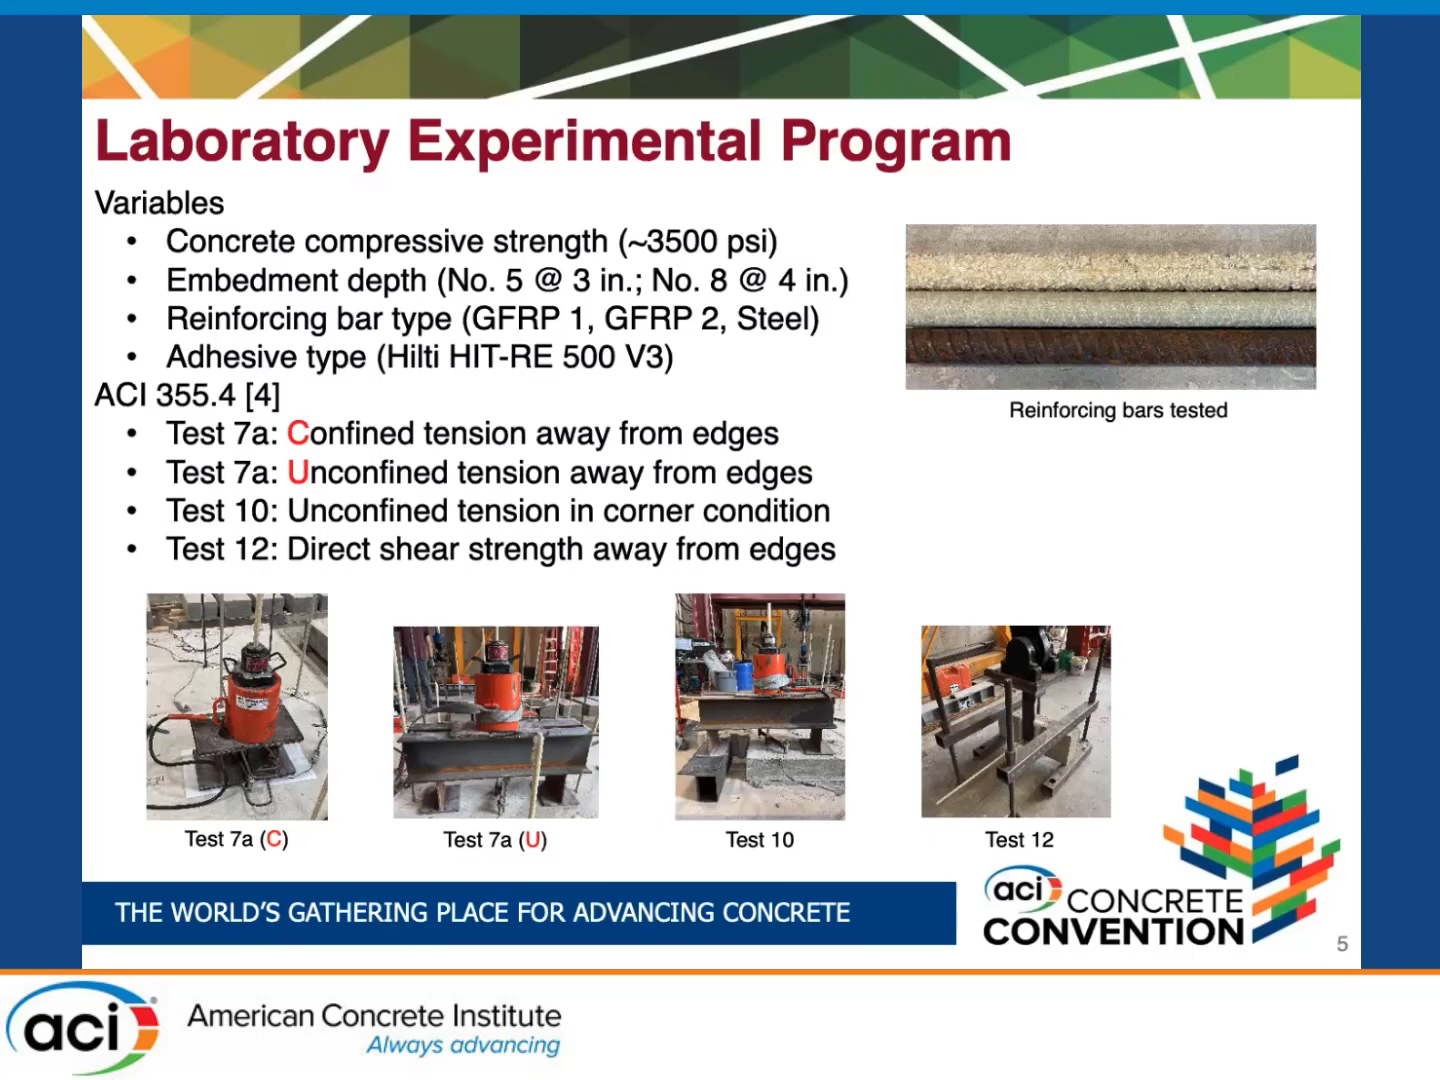 Laboratory Experimental Program
Variables
• Concrete compressive strength (~3500 psi)
• Embedment depth (No. 5 @ 3 in.; No. 8 @ 4 in.)
• Reinforcing bar type (GFRP 1, GFRP 2, Steel)
• Adhesive type (Hilti HIT-RE 500 V3)
ACI 355.4 [4]
• Test 7a: Confined tension away from edges
• Test 7a: Unconfined tension away from edges
• Test 10: Unconfined tension in corner condition
• Test 12: Direct shear strength away from edges
Reinforcing bars tested
Test 7a (C)
Test 7a (U)
Test 10
Test 12
THE WORLD'S GATHERING PLACE FOR ADVANCING CONCRETE
aci CONCRETE
CONVENTION
5
aci
American Concrete Institute
Always advancing